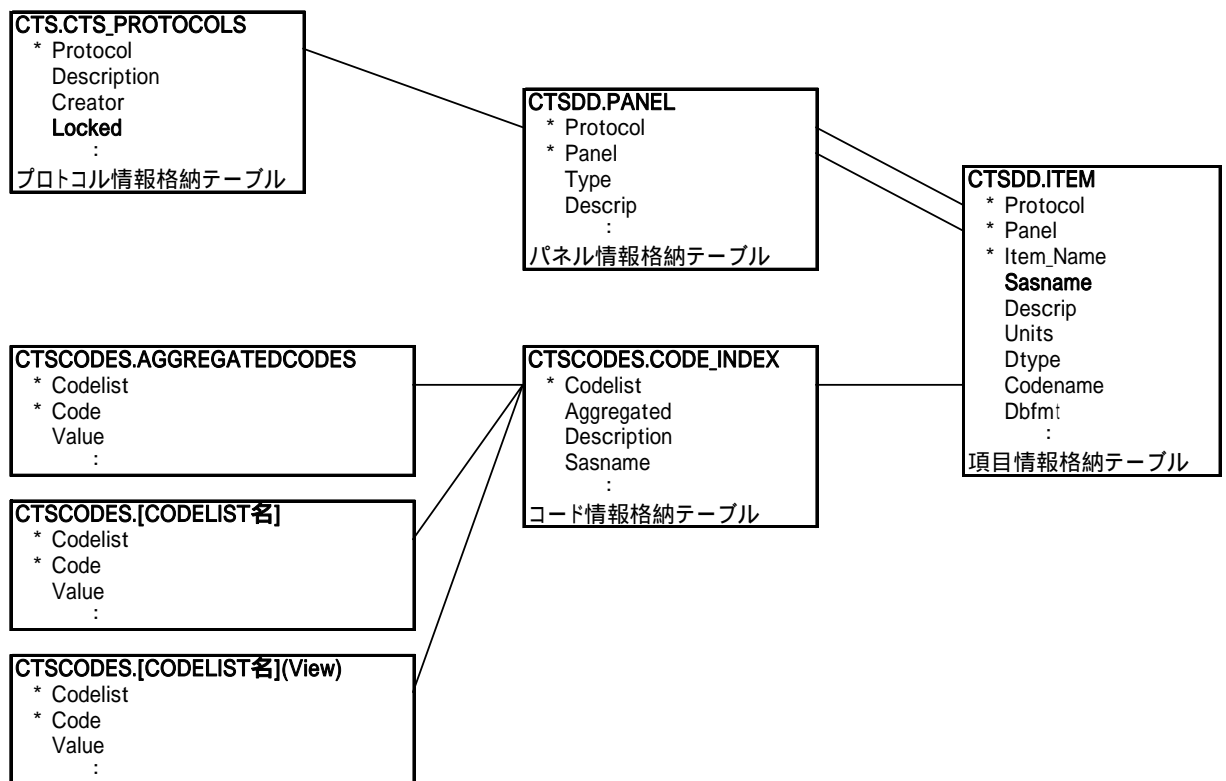 CTS.CTS_PROTOCOLS
* Protocol
Description
Creator
Locked
:
プロトコル情報格納テーブル
CTSDD.PANEL
* Protocol
* Panel
Type
Descrip
:
パネル情報格納テーブル
CTSDD.ITEM
* Protocol
* Panel
* Item_Name
Sasname
Descrip
Units
Dtype
Codename
Dbfmt
:
項目情報格納テーブル
CTSCODES.AGGREGATEDCODES
* Codelist
* Code
Value
:
CTSCODES.CODE_INDEX
* Codelist
Aggregated
Description
Sasname
:
コード情報格納テーブル
CTSCODES.[CODELIST名]
* Codelist
* Code
Value
:
CTSCODES.[CODELIST名](View)
* Codelist
* Code
Value
: